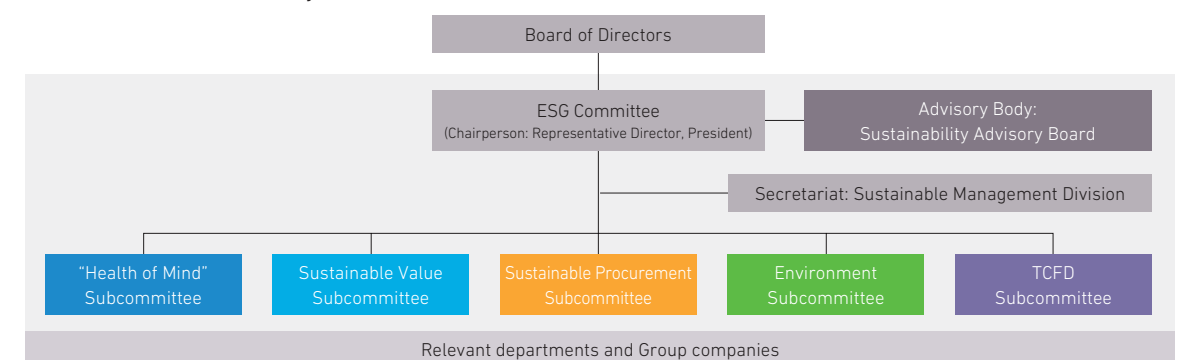 Board of Directors
ESG Committee
(Chairperson: Representative Director, President)
Advisory Body:
Sustainability Advisory Board
Secretariat: Sustainable Management Division
“Health of Mind”
Subcommittee
Sustainable Value
Subcommittee
Sustainable Procurement
Subcommittee
Environment
Subcommittee
TCFD
Subcommittee
Relevant departments and Group companies